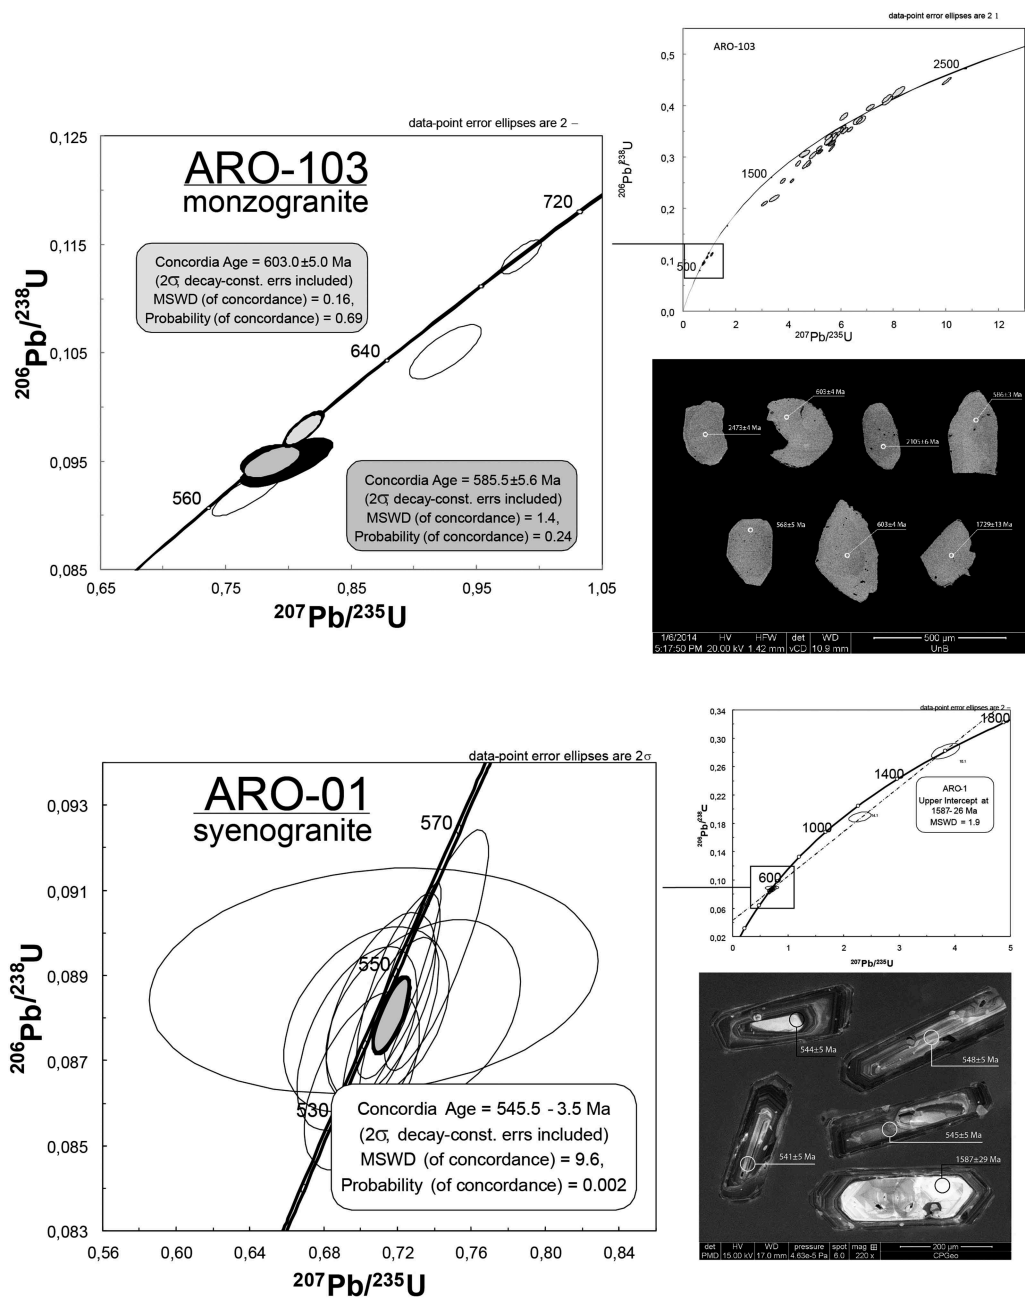 data-point error ellipses are 2 1
ARO-103
0,5
0,4
0,3
0,2
0,1
0,0
2500
1500
500
0
2
4
6
8
10
12
206Pb/238U
207Pb/235U
data-point error ellipses are 2 –
0,125
0,115
0,105
0,095
0,085
ARO-103
monzogranite
720
640
560
Concordia Age = 603.0±5.0 Ma
(2σ, decay-const. errs included)
MSWD (of concordance) = 0.16,
Probability (of concordance) = 0.69
Concordia Age = 585.5±5.6 Ma
(2σ, decay-const. errs included)
MSWD (of concordance) = 1.4,
Probability (of concordance) = 0.24
0,65
0,75
0,85
0,95
1,05
206Pb/238U
207Pb/235U
2473±4 Ma
603±4 Ma
2105±6 Ma
586±3 Ma
568±5 Ma
603±4 Ma
1729±13 Ma
1/6/2014 HV HFW det WD 500 µm
5:17:50 PM 20.00 kV 1.42 mm vCD 10.9 mm UnB
data-point error ellipses are 2σ
ARO-01
syenogranite
0,093
0,091
0,089
0,087
0,085
0,083
570
550
530
Concordia Age = 545.5 - 3.5 Ma
(2σ, decay-const. errs included)
MSWD (of concordance) = 9.6,
Probability (of concordance) = 0.002
0,56
0,60
0,64
0,68
0,72
0,76
0,80
0,84
206Pb/238U
207Pb/235U
data-point error ellipses are 2 –
0,34
0,30
0,26
0,22
0,18
0,14
0,10
0,06
0,02
1800
1400
1000
600
ARO-1
Upper Intercept at
1587- 26 Ma
MSWD = 1.9
0
1
2
3
4
5
206Pb/238U
207Pb/235U
544±5 Ma
548±5 Ma
545±5 Ma
541±5 Ma
1587±29 Ma
det HV WD pressure spot mag ⊞ 200 µm
PMD 15.00 kV 17.0 mm 4.63e-5 Pa 6.0 220 x CPGeo